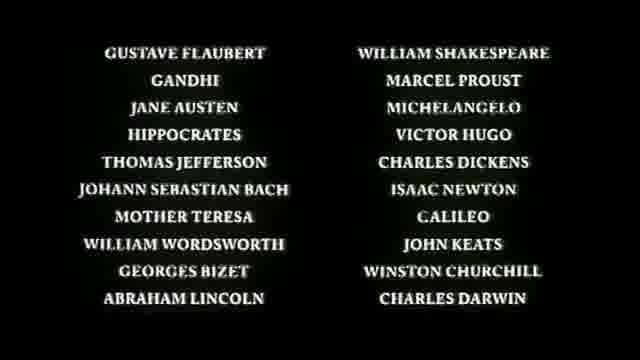 GUSTAVE FLAUBERT
GANDHI
JANE AUSTEN
HIPPOCRATES
THOMAS JEFFERSON
JOHANN SEBASTIAN BACH
MOTHER TERESA
WILLIAM WORDSWORTH
GEORGES BIZET
ABRAHAM LINCOLN
WILLIAM SHAKESPEARE
MARCEL PROUST
MICHELANGELO
VICTOR HUGO
CHARLES DICKENS
ISAAC NEWTON
GALILEO
JOHN KEATS
WINSTON CHURCHILL
CHARLES DARWIN